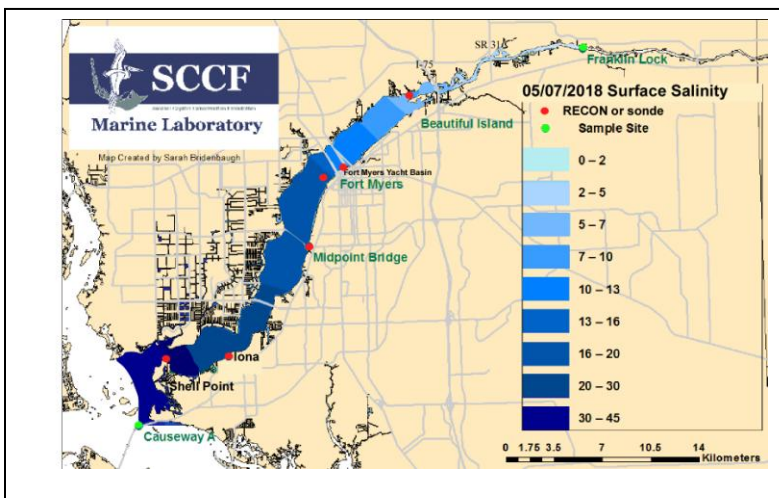 SCCF
Marine Laboratory
Map Created by Sarah Bridenbaugh
I-75
SR 31
Franklin Lock
Beautiful Island
Fort Myers Yacht Basin
Fort Myers
Midpoint Bridge
Iona
Shell Point
Causeway A
05/07/2018 Surface Salinity
RECON or sonde
Sample Site
0 – 2
2 – 5
5 – 7
7 – 10
10 – 13
13 – 16
16 – 20
20 – 30
30 – 45
0 1.75 3.5 7 10.5 14
Kilometers